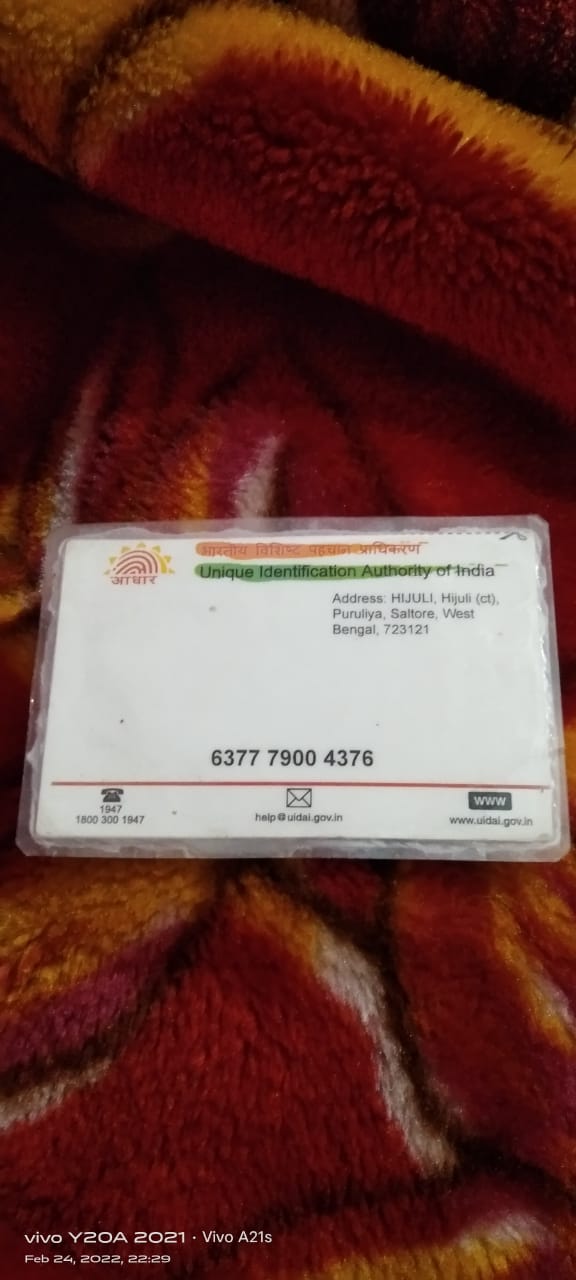 भारतीय विशिष्ट पहचान प्राधिकरण
आधार
Unique Identification Authority of India
Address: HIJULI, Hijuli (ct),
Puruliya, Saltore, West
Bengal, 723121
6377 7900 4376
1947
1800 300 1947
help@uidai.gov.in
WWW
www.uidai.gov.in
vivo Y20A 2021 · Vivo A21s
Feb 24, 2022, 22:29